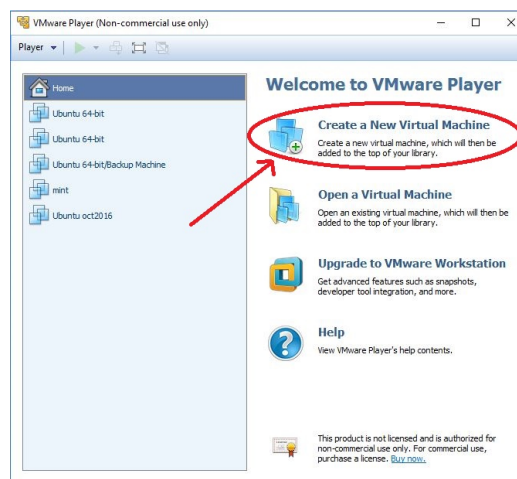 VMware Player (Non-commercial use only)
Player
Home
Ubuntu 64-bit
Ubuntu 64-bit
Ubuntu 64-bit/Backup Machine
mint
Ubuntu oct2016
Welcome to VMware Player
Create a New Virtual Machine
Create a new virtual machine, which will then be
added to the top of your library.
Open a Virtual Machine
Open an existing virtual machine, which will then be
added to the top of your library.
Upgrade to VMware Workstation
Get advanced features such as snapshots,
developer tool integration, and more.
Help
View VMware Player's help contents.
This product is not licensed and is authorized for
non-commercial use only. For commercial use,
purchase a license. Buy now.